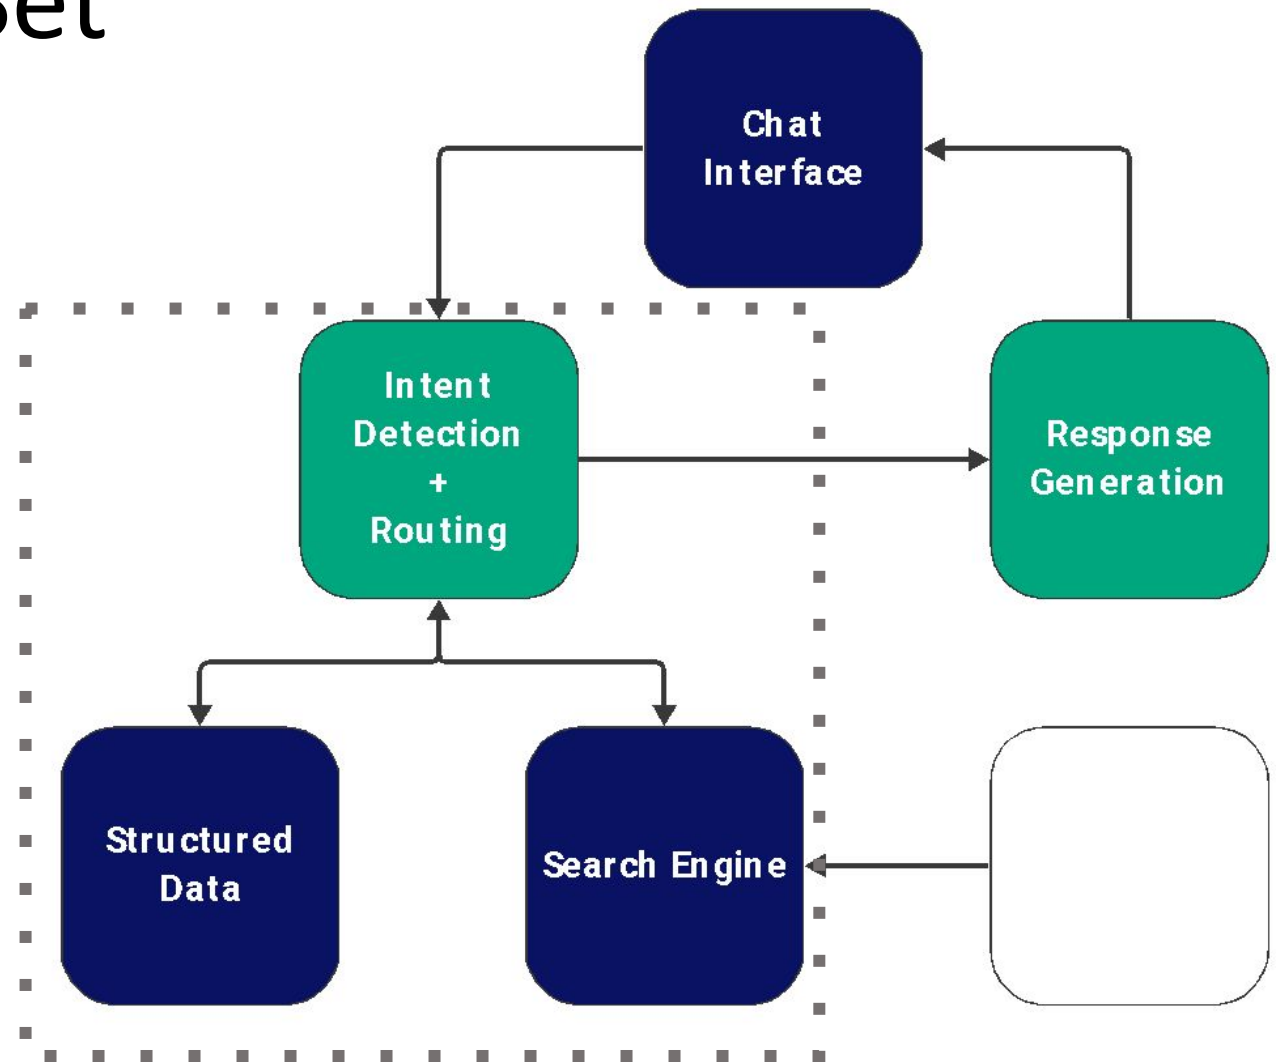 Chat
Interface
Intent
Detection
+
Routing
Response
Generation
Structured
Data
Search Engine